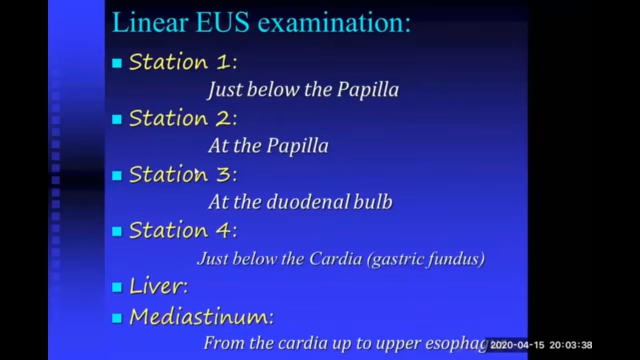 Linear EUS examination:
Station 1:
Just below the Papilla
Station 2:
At the Papilla
Station 3:
At the duodenal bulb
Station 4:
Just below the Cardia (gastric fundus)
Liver:
Mediastinum:
From the cardia up to upper
2020-04-15 20:03:38